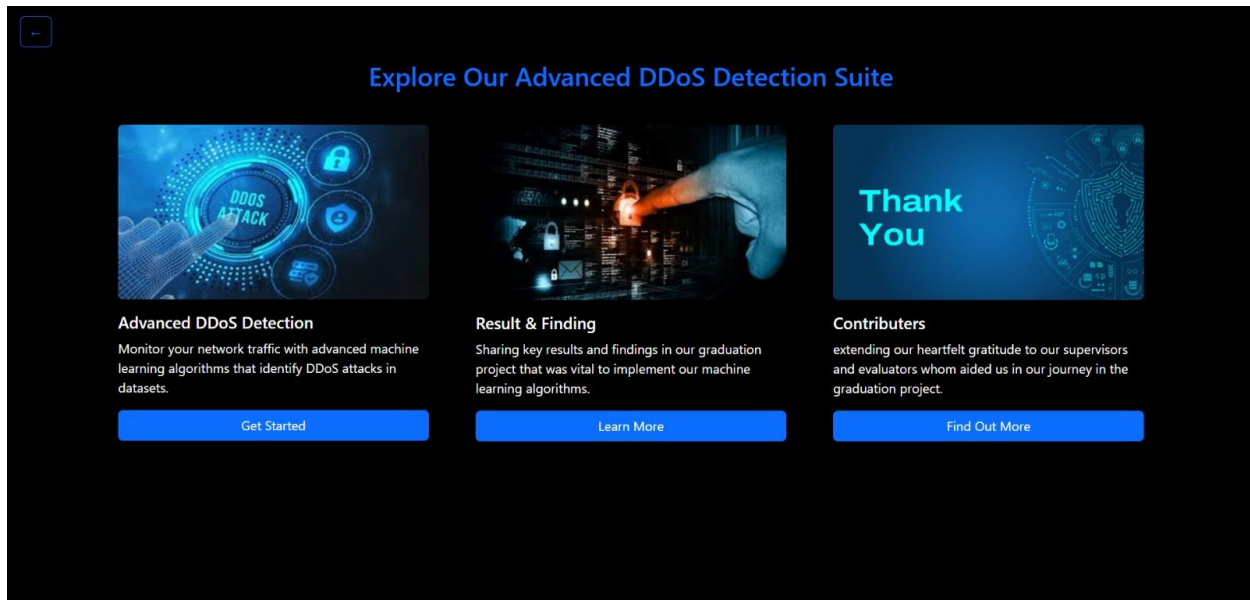 ←
Explore Our Advanced DDoS Detection Suite
DDOS
ATTACK
Thank
You
Advanced DDoS Detection
Monitor your network traffic with advanced machine
learning algorithms that identify DDoS attacks in
datasets.
Get Started
Result & Finding
Sharing key results and findings in our graduation
project that was vital to implement our machine
learning algorithms.
Learn More
Contributers
extending our heartfelt gratitude to our supervisors
and evaluators whom aided us in our journey in the
graduation project.
Find Out More